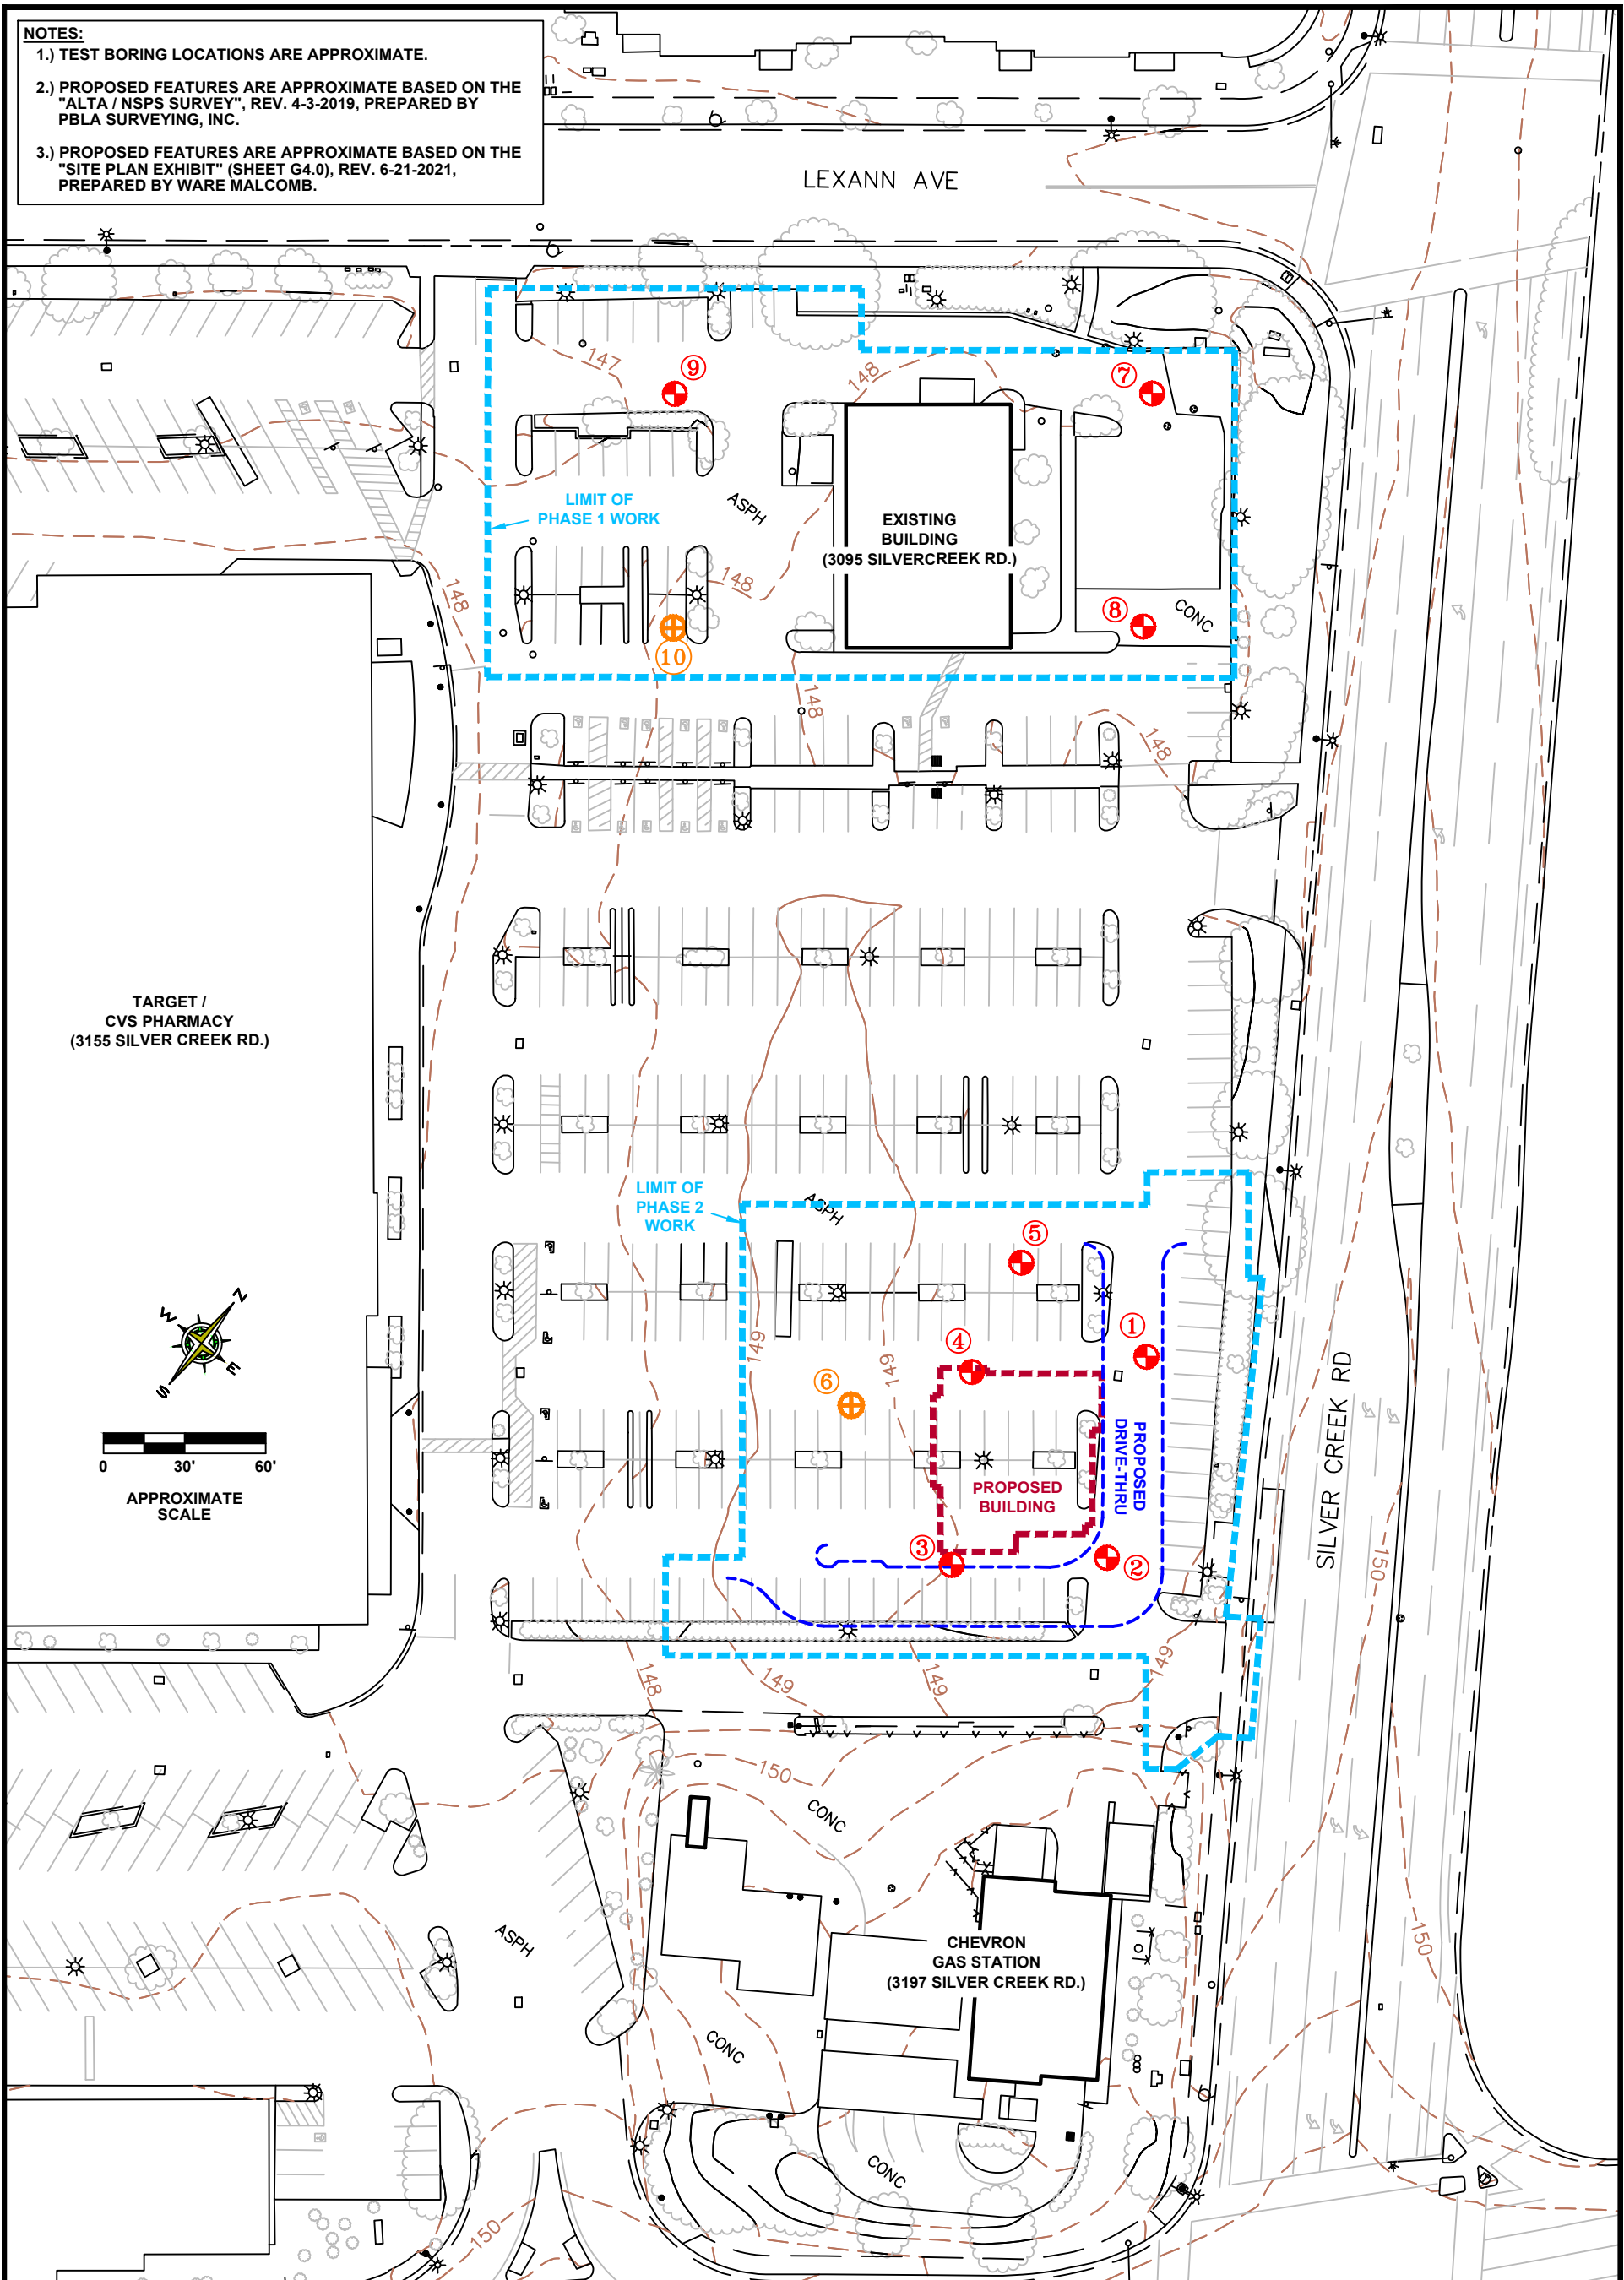 NOTES:
1.) TEST BORING LOCATIONS ARE APPROXIMATE.
2.) PROPOSED FEATURES ARE APPROXIMATE BASED ON THE
"ALTA / NSPS SURVEY", REV. 4-3-2019, PREPARED BY
PBLA SURVEYING, INC.
3.) PROPOSED FEATURES ARE APPROXIMATE BASED ON THE
"SITE PLAN EXHIBIT" (SHEET G4.0), REV. 6-21-2021,
PREPARED BY WARE MALCOMB.
LEXANN AVE
147
9
148
7
LIMIT OF
PHASE 1 WORK
ASPH
EXISTING
BUILDING
(3095 SILVERCREEK RD.)
148
148
8
CONC
10
148
148
TARGET /
CVS PHARMACY
(3155 SILVER CREEK RD.)
LIMIT OF
PHASE 2
WORK
ASPH
5
N
W
E
S
149
149
4
1
6
PROPOSED
DRIVE-THRU
SILVER CREEK RD
0 30' 60'
APPROXIMATE
SCALE
PROPOSED
BUILDING
3
2
150
148
149
149
149
150
CONC
ASPH
CHEVRON
GAS STATION
(3197 SILVER CREEK RD.)
150
CONC
CONC
150